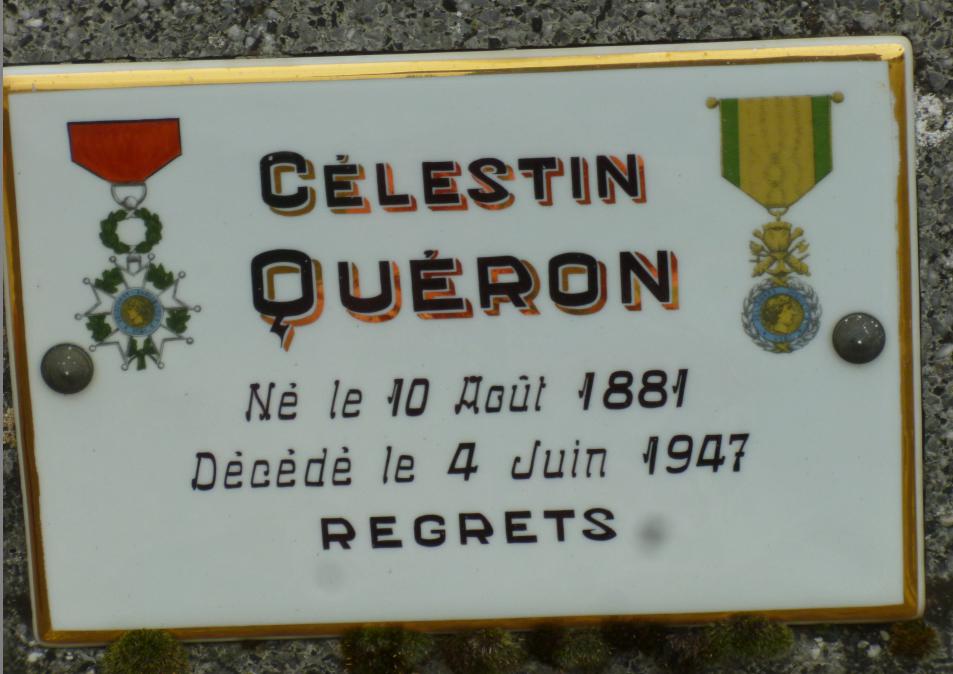 CÉLESTIN
QUÉRON
Né le 10 Août 1881
Décédé le 4 Juin 1947
REGRETS